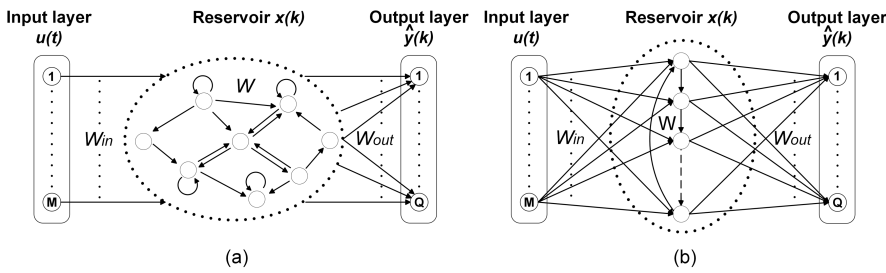 Input layer
u(t)
Reservoir x(k)
Output layer
ŷ(k)
1
M
W
Win
Wout
1
Q
(a)
Input layer
u(t)
Reservoir x(k)
Output layer
ŷ(k)
1
M
W
Win
Wout
1
Q
(b)